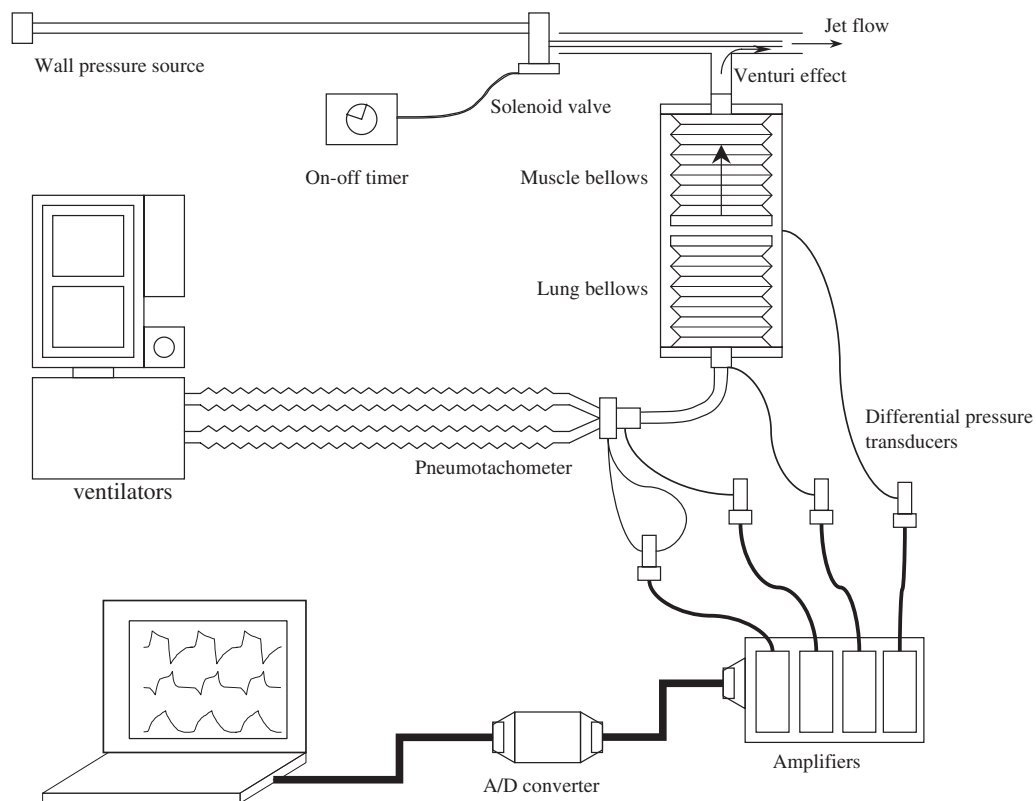 Jet flow
Wall pressure source
Venturi effect
Solenoid valve
On-off timer
Muscle bellows
Lung bellows
Differential pressure
transducers
Pneumotachometer
ventilators
Amplifiers
A/D converter